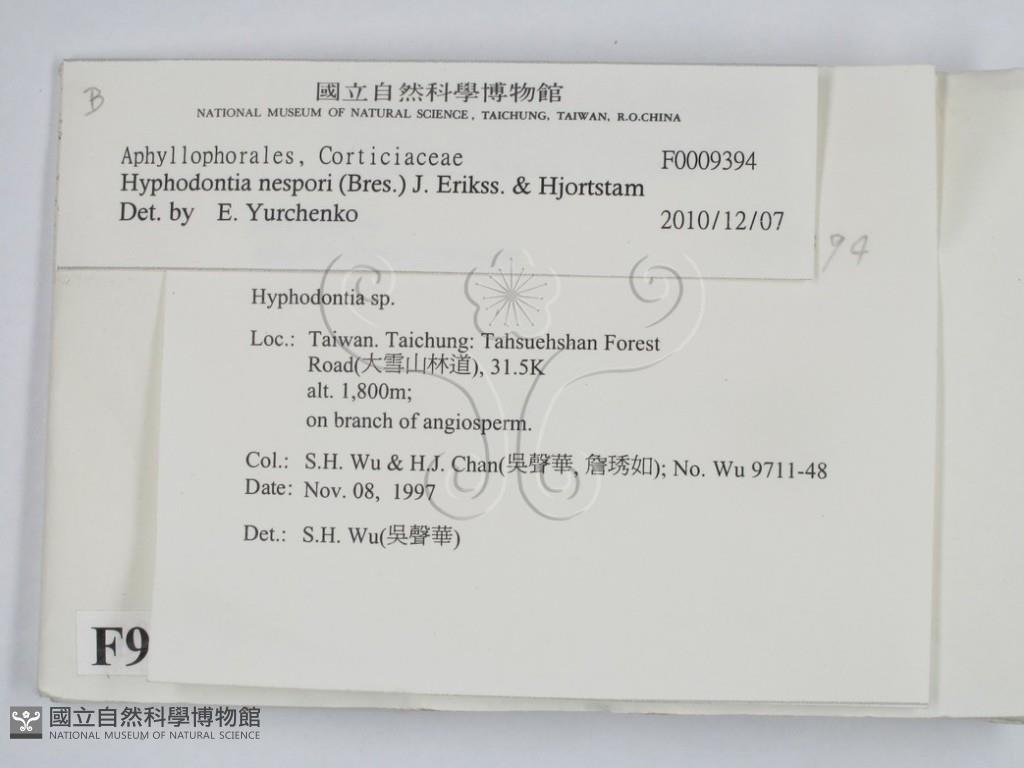 B
國立自然科學博物館
NATIONAL MUSEUM OF NATURAL SCIENCE, TAICHUNG, TAIWAN, R.O.CHINA
Aphyllophorales, Corticiaceae F0009394
Hyphodontia nespori (Bres.) J. Erikss. & Hjortstam
Det. by E. Yurchenko 2010/12/07
94
Hyphodontia sp.
Loc.: Taiwan. Taichung: Tahsuehshan Forest
Road(大雪山林道), 31.5K
alt. 1,800m;
on branch of angiosperm.
Col.: S.H. Wu & H.J. Chan(吳聲華, 詹琇如); No. Wu 9711-48
Date: Nov. 08, 1997
Det.: S.H. Wu(吳聲華)
F9
國立自然科學博物館
NATIONAL MUSEUM OF NATURAL SCIENCE